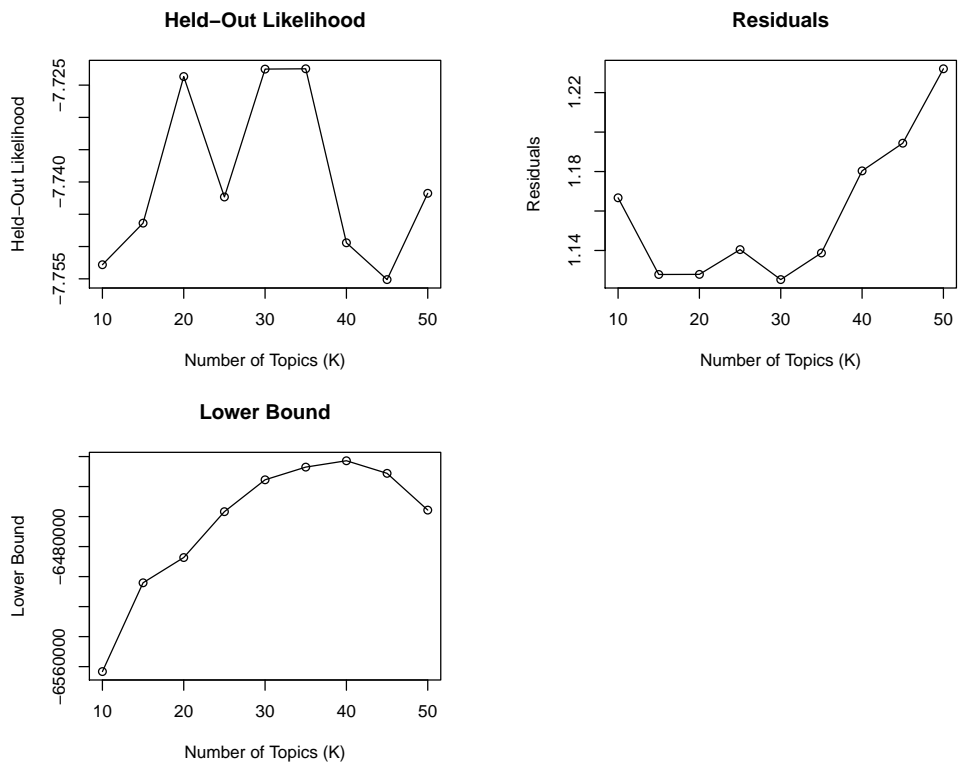 Held−Out Likelihood
Held−Out Likelihood
−7.725
−7.740
−7.755
10 20 30 40 50
Number of Topics (K)
Residuals
Residuals
1.22
1.18
1.14
10 20 30 40 50
Number of Topics (K)
Lower Bound
Lower Bound
−6480000
−6560000
10 20 30 40 50
Number of Topics (K)